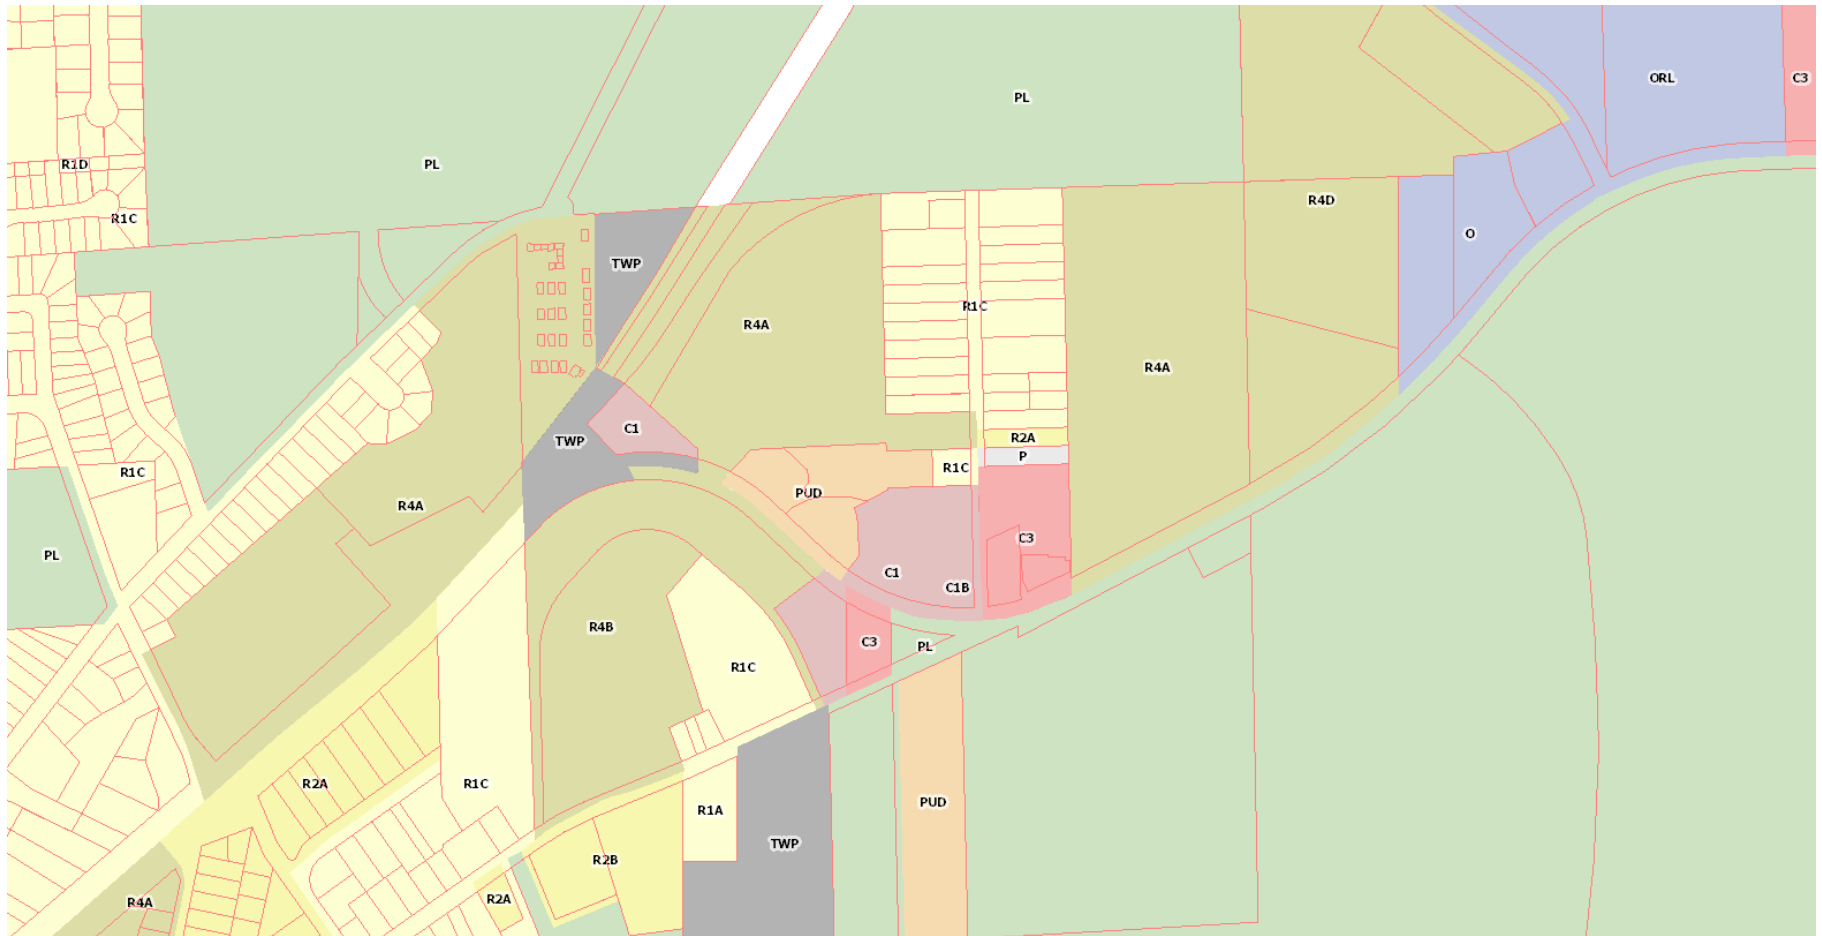 ORL
C3
PL
PL
R1D
R4D
R1C
O
TWP
R1C
R4A
R4A
C1
R2A
TWP
P
R1C
R1C
PUD
R4A
C3
PL
C1
C1B
R4B
C3
PL
R1C
R2A
R1C
PUD
R1A
TWP
R2B
R2A
R4A